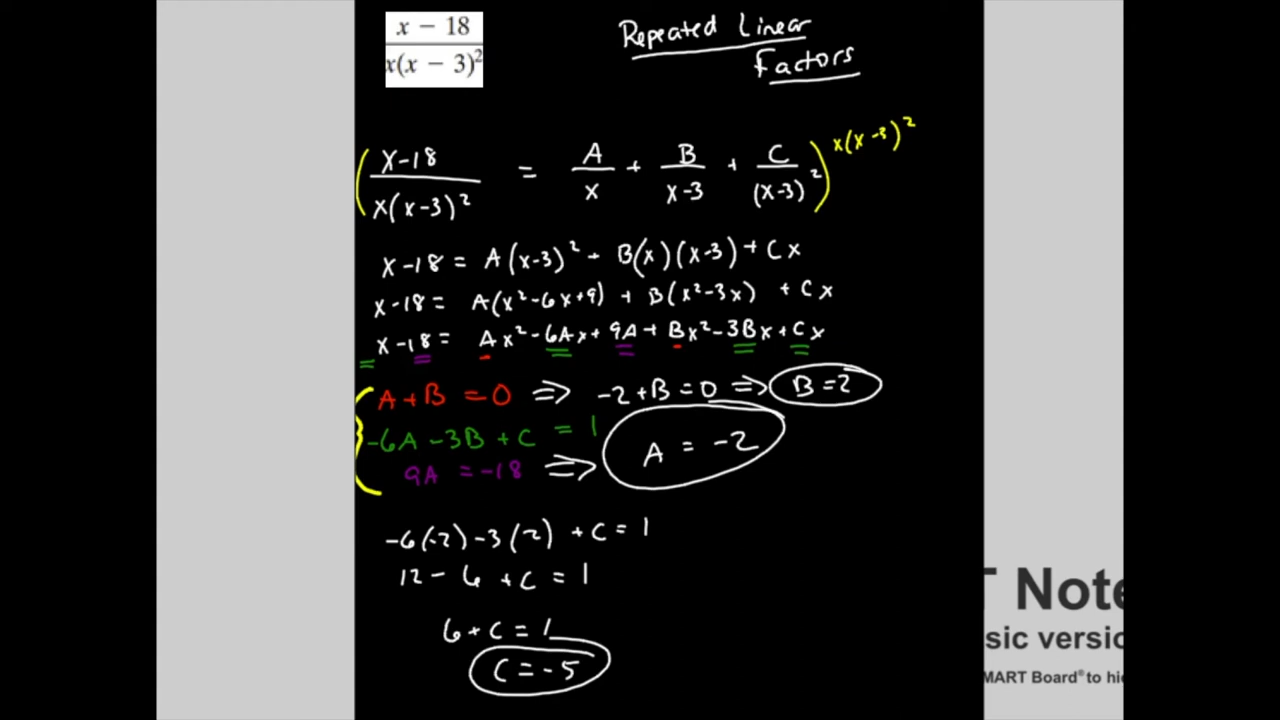 x − 18
x(x − 3)²
Repeated Linear
Factors
(x-18 / x(x-3)² = A/x + B/x-3 + C/(x-3)²) x(x-3)²
x-18 = A(x-3)² + B(x)(x-3) + Cx
x-18 = A(x²-6x+9) + B(x²-3x) + Cx
x-18 = Ax²-6Ax+9A+Bx²-3Bx+Cx
A+B = 0 ⇒ -2+B = 0 ⇒ B=2
-6A-3B+C = 1
9A = -18 ⇒ A = -2
-6(-2)-3(2)+C = 1
12-6+C = 1
6+C = 1
C = -5
T Note
sic versio
MART Board® to hi